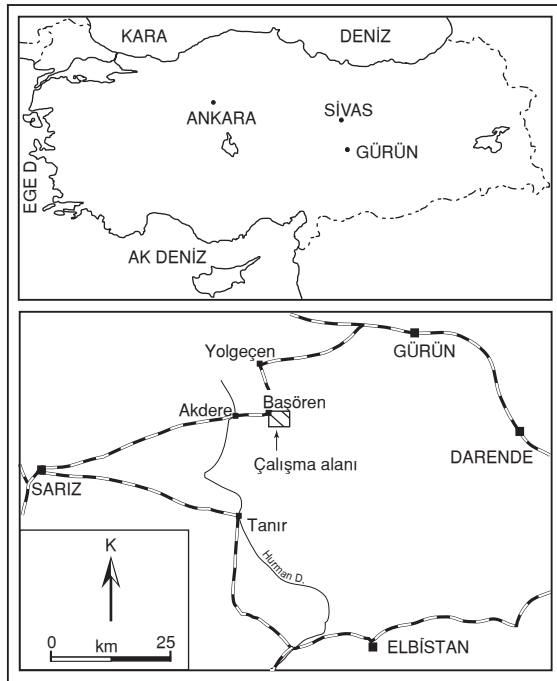 KARA DENİZ
ANKARA
SİVAS
GÜRÜN
EGE D.
AK DENİZ
GÜRÜN
Yolgeçen
Başören
Akdere
DARENDE
Çalışma alanı
SARIZ
Tanır
K
Hurman D.
0 km 25
ELBİSTAN